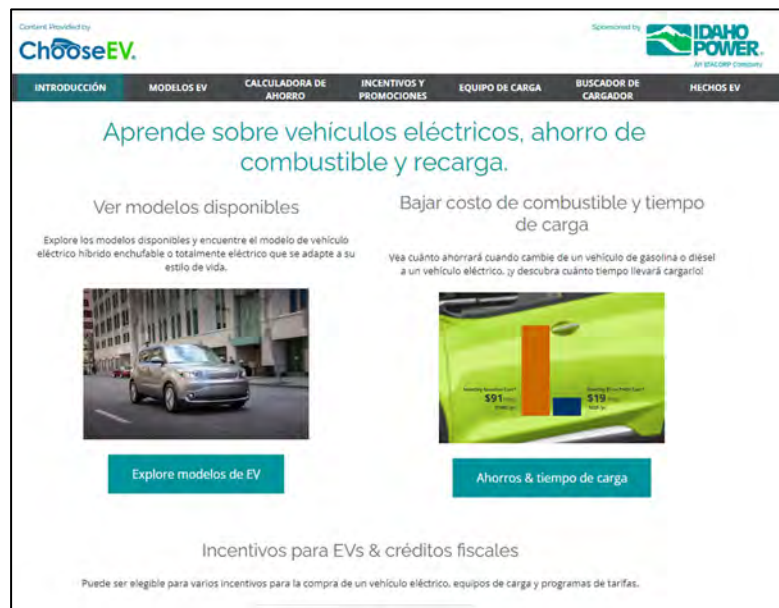 Content Provided by
ChooseEV.
Sponsored by
IDAHO
POWER.
An IDACORP Company
INTRODUCCIÓN
MODELOS EV
CALCULADORA DE
AHORRO
INCENTIVOS Y
PROMOCIONES
EQUIPO DE CARGA
BUSCADOR DE
CARGADOR
HECHOS EV
Aprende sobre vehículos eléctricos, ahorro de
combustible y recarga.
Ver modelos disponibles
Explore los modelos disponibles y encuentre el modelo de vehículo
eléctrico híbrido enchufable o totalmente eléctrico que se adapte a su
estilo de vida.
Explore modelos de EV
Bajar costo de combustible y tiempo
de carga
Vea cuánto ahorrará cuando cambie de un vehículo de gasolina o diésel
a un vehículo eléctrico. ¡y descubra cuánto tiempo llevará cargarlo!
$91
$19
Ahorros & tiempo de carga
Incentivos para EVs & créditos fiscales
Puede ser elegible para varios incentivos para la compra de un vehículo eléctrico, equipos de carga y programas de tarifas.